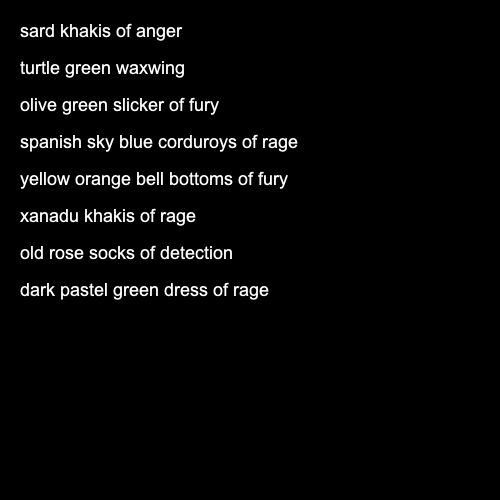 sard khakis of anger
turtle green waxwing
olive green slicker of fury
spanish sky blue corduroys of rage
yellow orange bell bottoms of fury
xanadu khakis of rage
old rose socks of detection
dark pastel green dress of rage